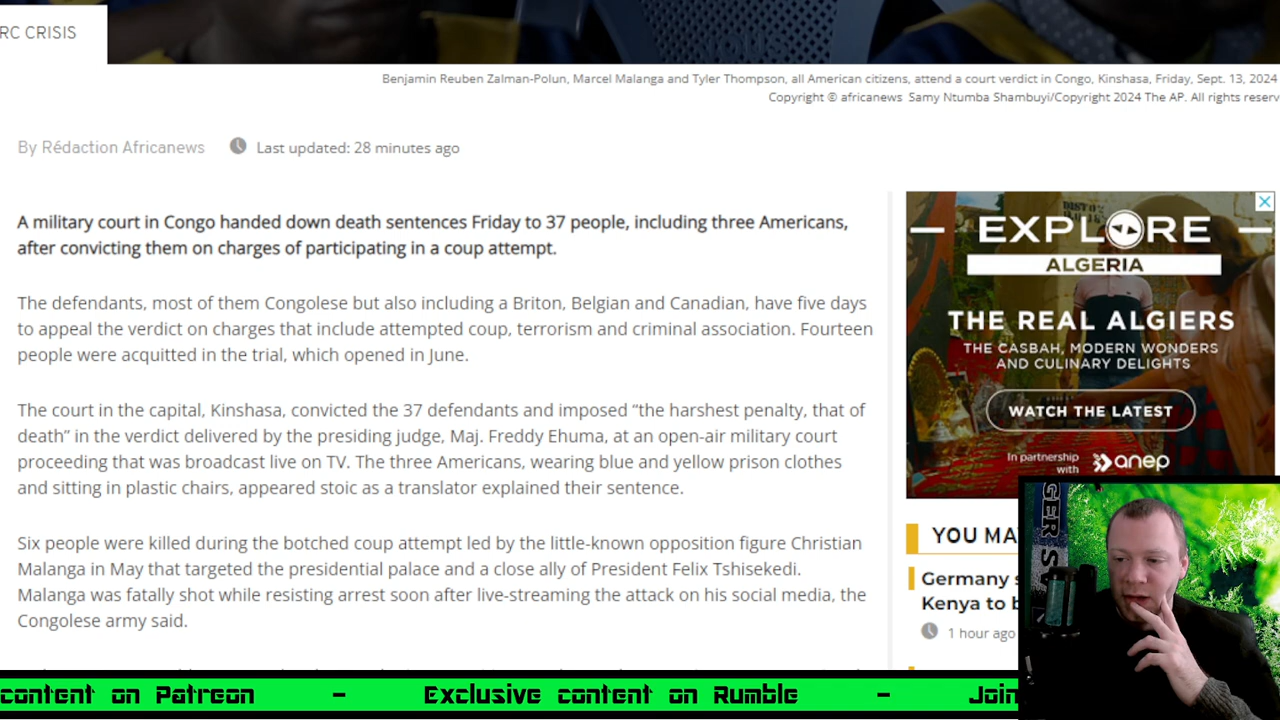 RC CRISIS
Benjamin Reuben Zalman-Polun, Marcel Malanga and Tyler Thompson, all American citizens, attend a court verdict in Congo, Kinshasa, Friday, Sept. 13, 2024
Copyright © africanews Samy Ntumba Shambuyi/Copyright 2024 The AP. All rights reserv
By Rédaction Africanews Last updated: 28 minutes ago
A military court in Congo handed down death sentences Friday to 37 people, including three Americans,
after convicting them on charges of participating in a coup attempt.
The defendants, most of them Congolese but also including a Briton, Belgian and Canadian, have five days
to appeal the verdict on charges that include attempted coup, terrorism and criminal association. Fourteen
people were acquitted in the trial, which opened in June.
The court in the capital, Kinshasa, convicted the 37 defendants and imposed “the harshest penalty, that of
death” in the verdict delivered by the presiding judge, Maj. Freddy Ehuma, at an open-air military court
proceeding that was broadcast live on TV. The three Americans, wearing blue and yellow prison clothes
and sitting in plastic chairs, appeared stoic as a translator explained their sentence.
Six people were killed during the botched coup attempt led by the little-known opposition figure Christian
Malanga in May that targeted the presidential palace and a close ally of President Felix Tshisekedi.
Malanga was fatally shot while resisting arrest soon after live-streaming the attack on his social media, the
Congolese army said.
EXPLORE
ALGERIA
THE REAL ALGIERS
THE CASBAH, MODERN WONDERS
AND CULINARY DELIGHTS
WATCH THE LATEST
In partnership
with anep
YOU MA
Germany s
Kenya to b
1 hour ago
content on Patreon - Exclusive content on Rumble - Join